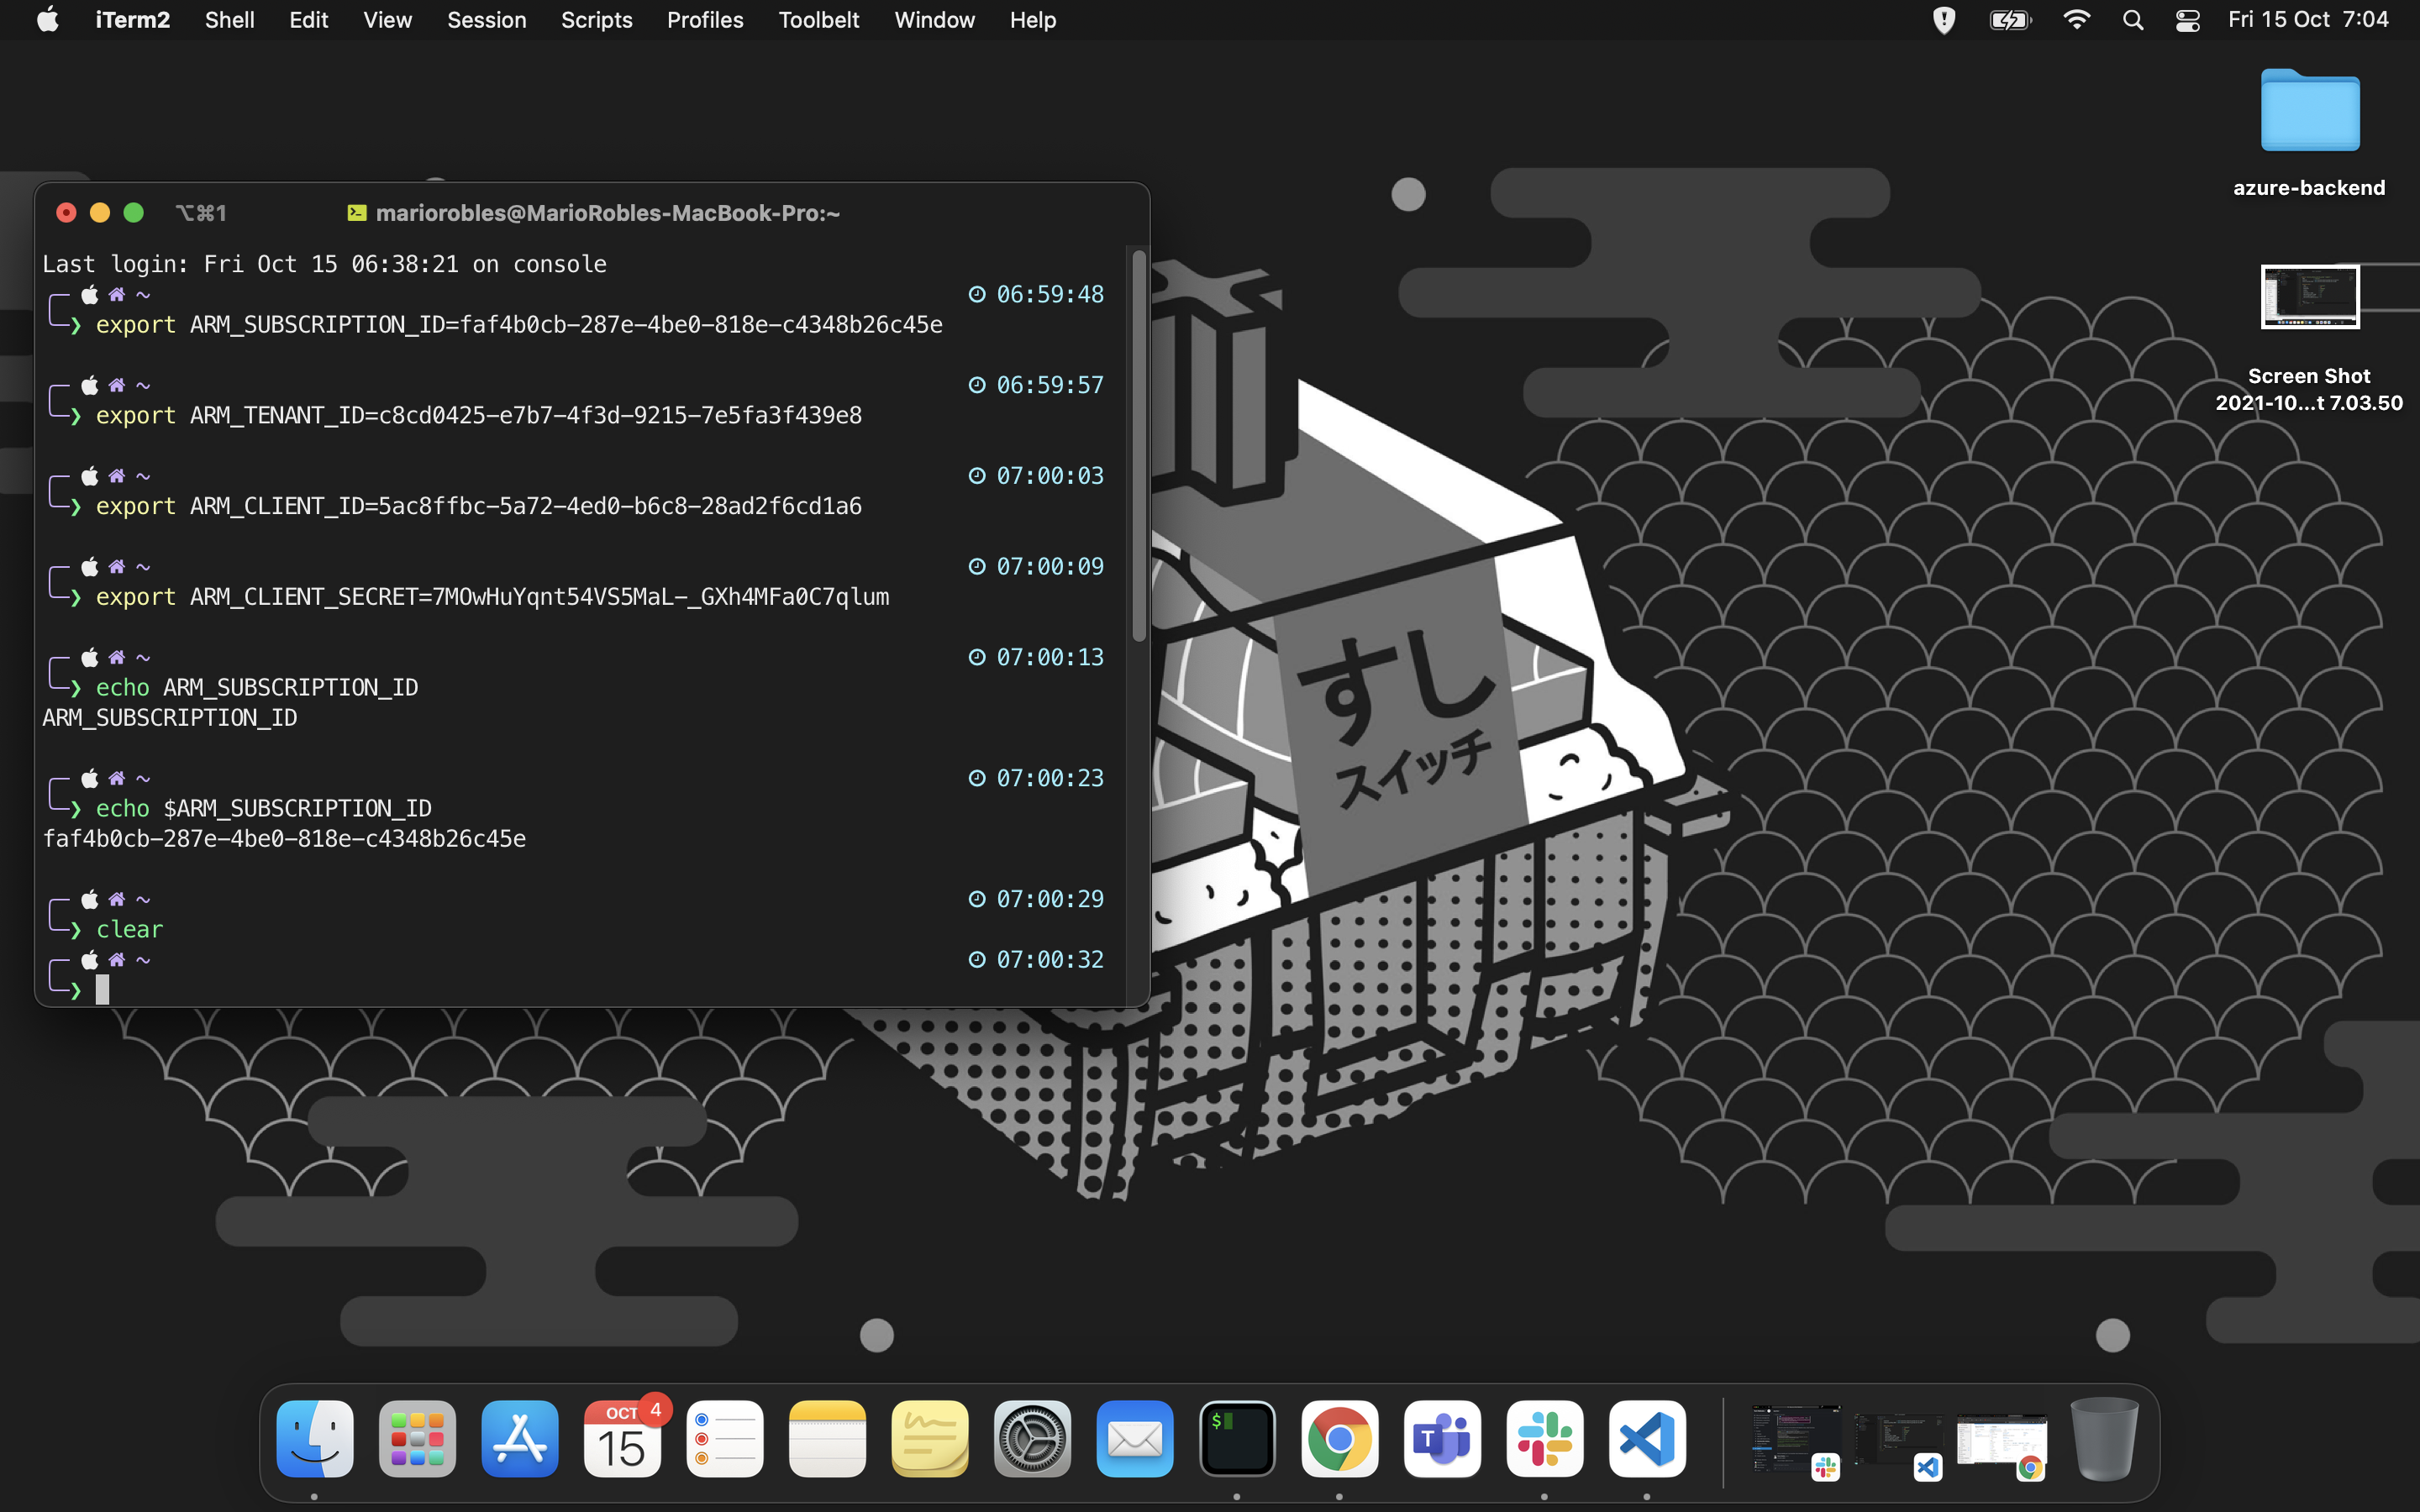 iTerm2 Shell Edit View Session Scripts Profiles Toolbelt Window Help Fri 15 Oct 7:04
azure-backend
Screen Shot
2021-10...t 7.03.50
⌥⌘1 mariorobles@MarioRobles-MacBook-Pro:~
Last login: Fri Oct 15 06:38:21 on console
~ 06:59:48
❯ export ARM_SUBSCRIPTION_ID=faf4b0cb-287e-4be0-818e-c4348b26c45e
~ 06:59:57
❯ export ARM_TENANT_ID=c8cd0425-e7b7-4f3d-9215-7e5fa3f439e8
~ 07:00:03
❯ export ARM_CLIENT_ID=5ac8ffbc-5a72-4ed0-b6c8-28ad2f6cd1a6
~ 07:00:09
❯ export ARM_CLIENT_SECRET=7MOwHuYqnt54VS5MaL-_GXh4MFa0C7qlum
~ 07:00:13
❯ echo ARM_SUBSCRIPTION_ID
ARM_SUBSCRIPTION_ID
~ 07:00:23
❯ echo $ARM_SUBSCRIPTION_ID
faf4b0cb-287e-4be0-818e-c4348b26c45e
~ 07:00:29
❯ clear
~ 07:00:32
❯
すし
スイッチ
OCT 4
15
$
T